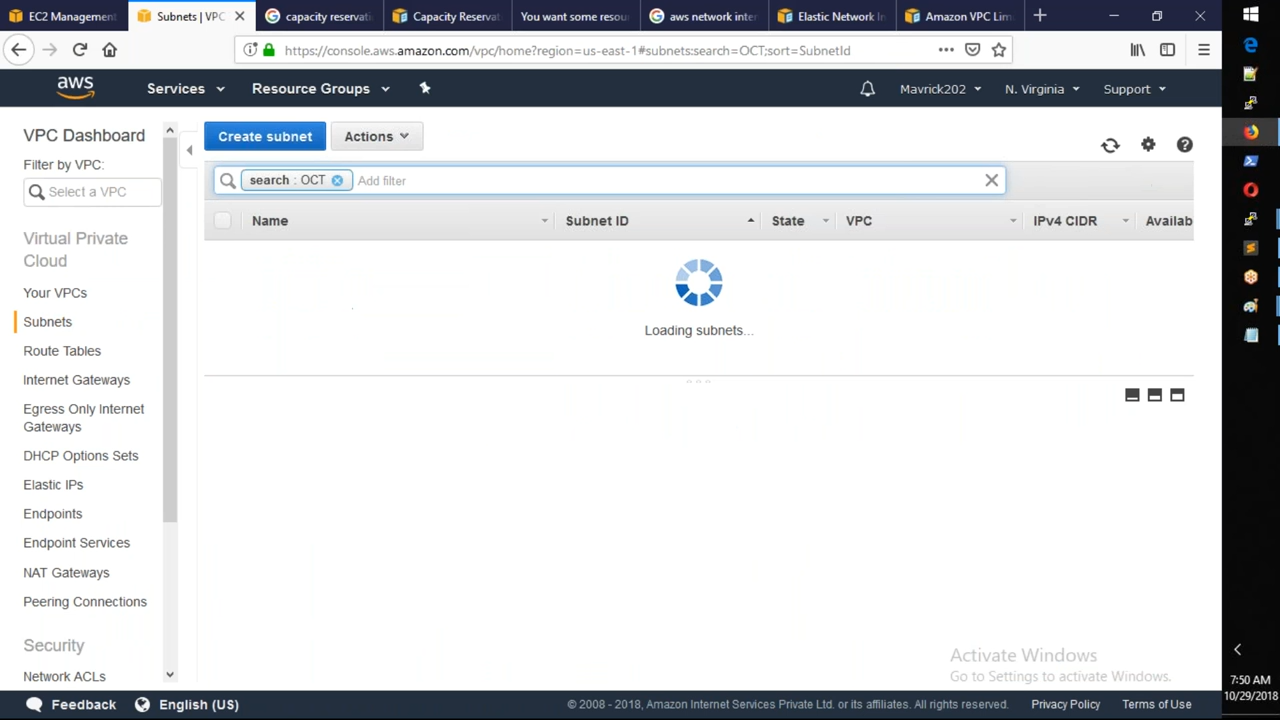 EC2 Management
Subnets | VPC
capacity reservati
Capacity Reservat
You want some resou
aws network inter
Elastic Network In
Amazon VPC Lim
https://console.aws.amazon.com/vpc/home?region=us-east-1#subnets:search=OCT;sort=SubnetId
aws
Services
Resource Groups
Mavrick202
N. Virginia
Support
VPC Dashboard
Filter by VPC:
Select a VPC
Virtual Private
Cloud
Your VPCs
Subnets
Route Tables
Internet Gateways
Egress Only Internet
Gateways
DHCP Options Sets
Elastic IPs
Endpoints
Endpoint Services
NAT Gateways
Peering Connections
Security
Network ACLs
Create subnet
Actions
search : OCT
Add filter
Name
Subnet ID
State
VPC
IPv4 CIDR
Availab
Loading subnets...
Activate Windows
Go to Settings to activate Windows.
Feedback
English (US)
© 2008 - 2018, Amazon Internet Services Private Ltd. or its affiliates. All rights reserved.
Privacy Policy
Terms of Use
7:50 AM
10/29/2018